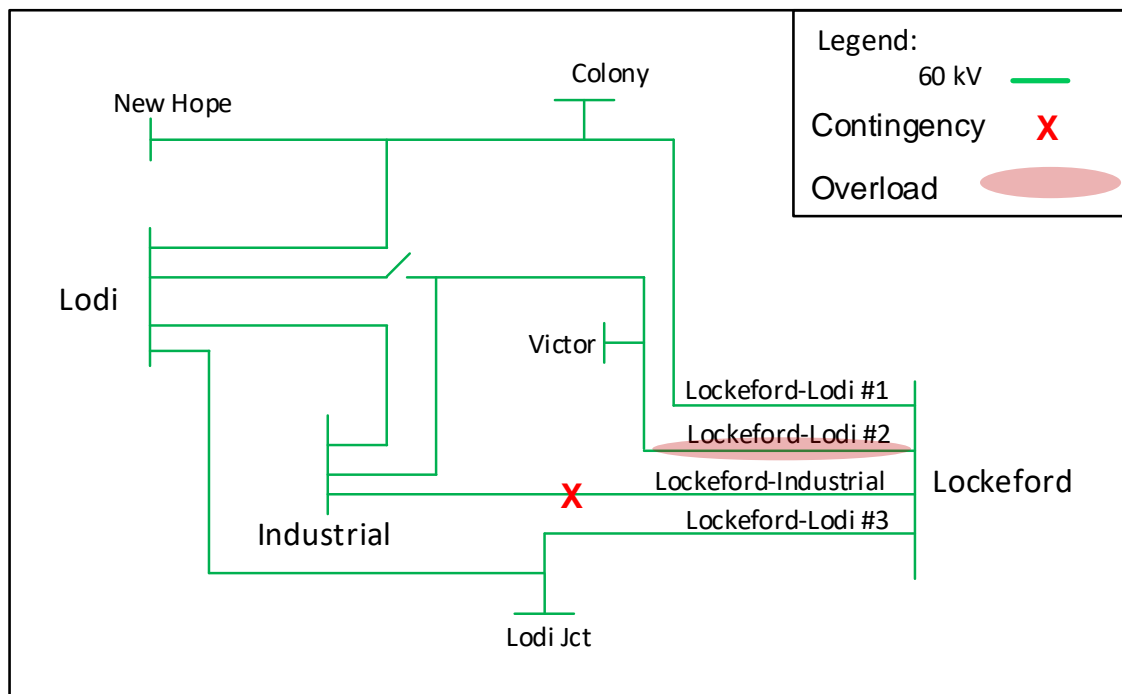 Legend:
60 kV
Contingency X
Overload
Colony
New Hope
Lodi
Victor
Lockeford-Lodi #1
Lockeford-Lodi #2
Lockeford-Industrial
Lockeford
X
Lockeford-Lodi #3
Industrial
Lodi Jct